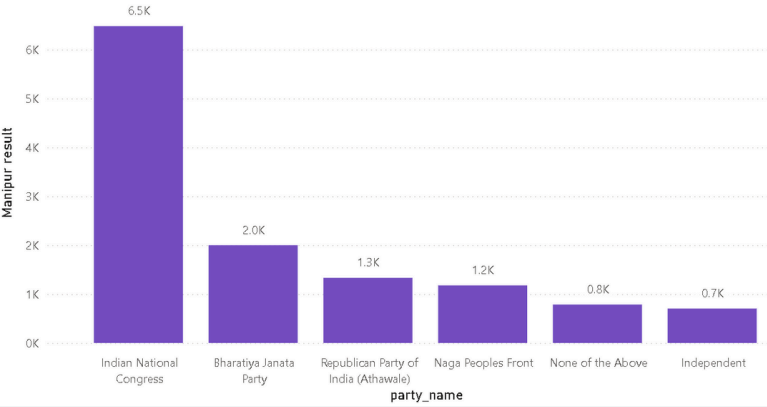 6.5K
6K
5K
4K
3K
2K
1K
0K
Manipur result
2.0K
1.3K
1.2K
0.8K
0.7K
Indian National
Congress
Bharatiya Janata
Party
Republican Party of
India (Athawale)
Naga Peoples Front
None of the Above
Independent
party_name